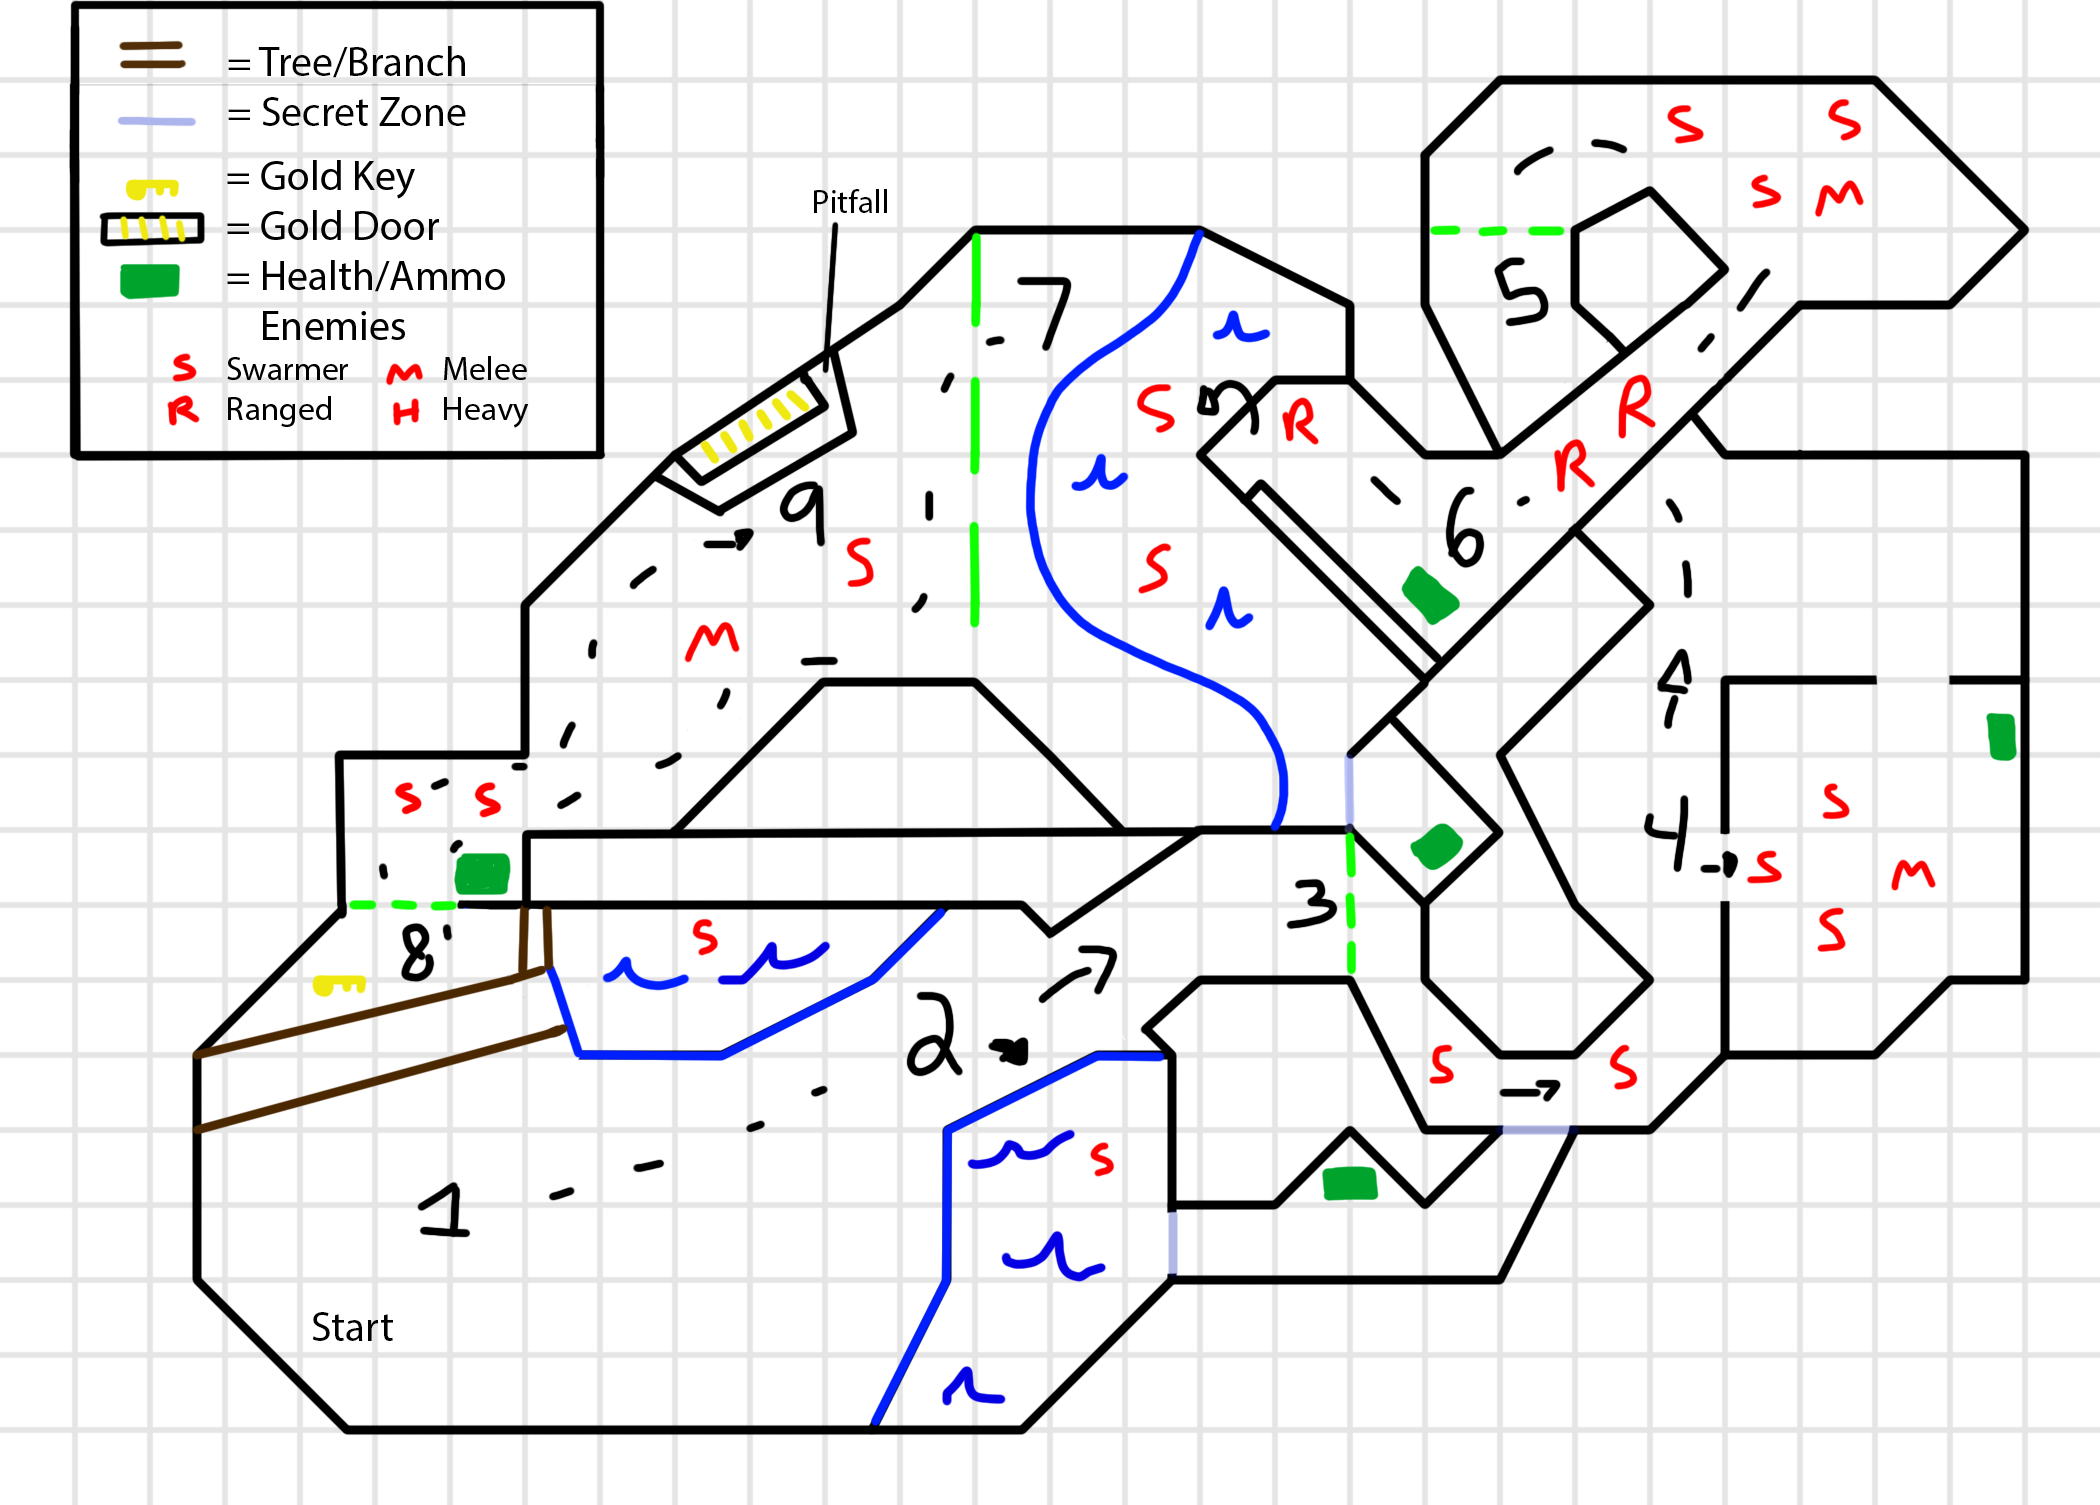 = Tree/Branch
= Secret Zone
= Gold Key
= Gold Door
= Health/Ammo
Enemies
S Swarmer M Melee
R Ranged H Heavy
Pitfall
S S
S M
5
7
S R
R
R
6
9
S
S
M
4
S S
S
4
S M
S
3
8
S
2
S S
S
1
Start